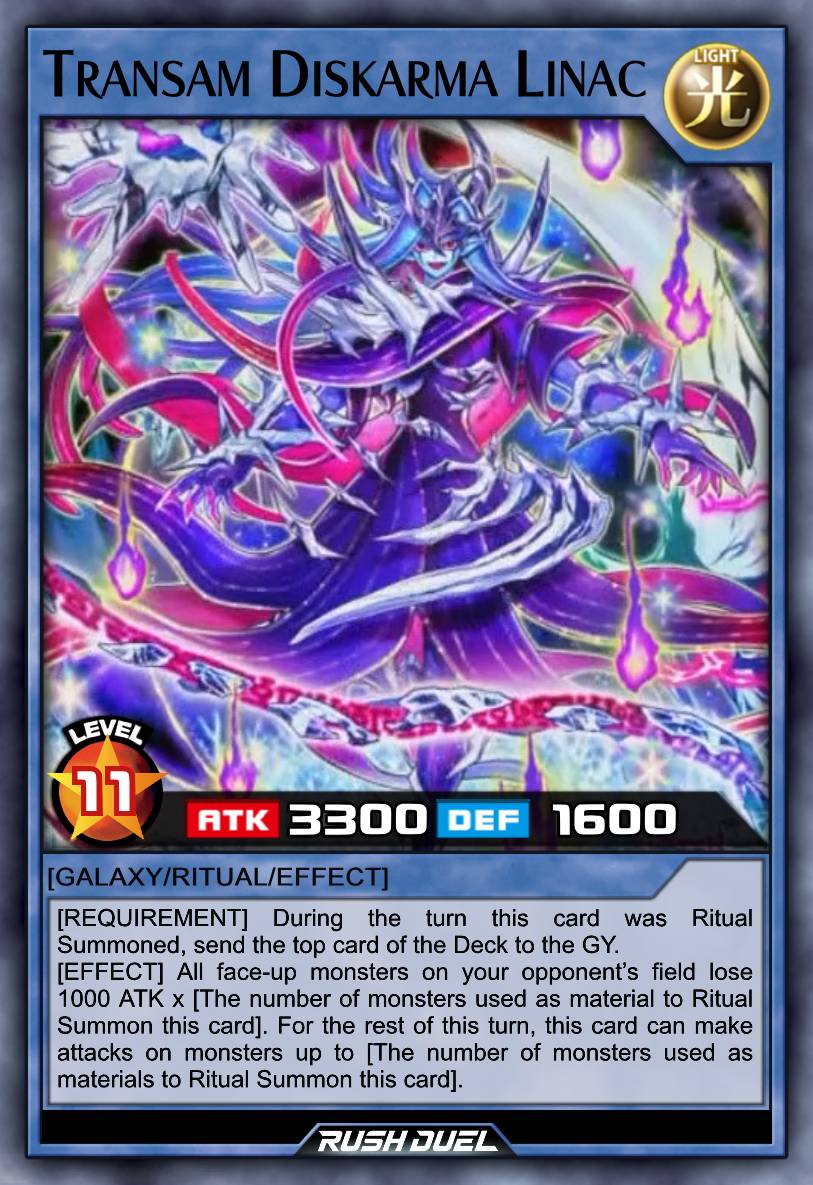 TRANSAM DISKARMA LINAC
LIGHT
光
LEVEL
11
ATK 3300 DEF 1600
[GALAXY/RITUAL/EFFECT]
[REQUIREMENT] During the turn this card was Ritual
Summoned, send the top card of the Deck to the GY.
[EFFECT] All face-up monsters on your opponent's field lose
1000 ATK x [The number of monsters used as material to Ritual
Summon this card]. For the rest of this turn, this card can make
attacks on monsters up to [The number of monsters used as
materials to Ritual Summon this card].
RUSH DUEL